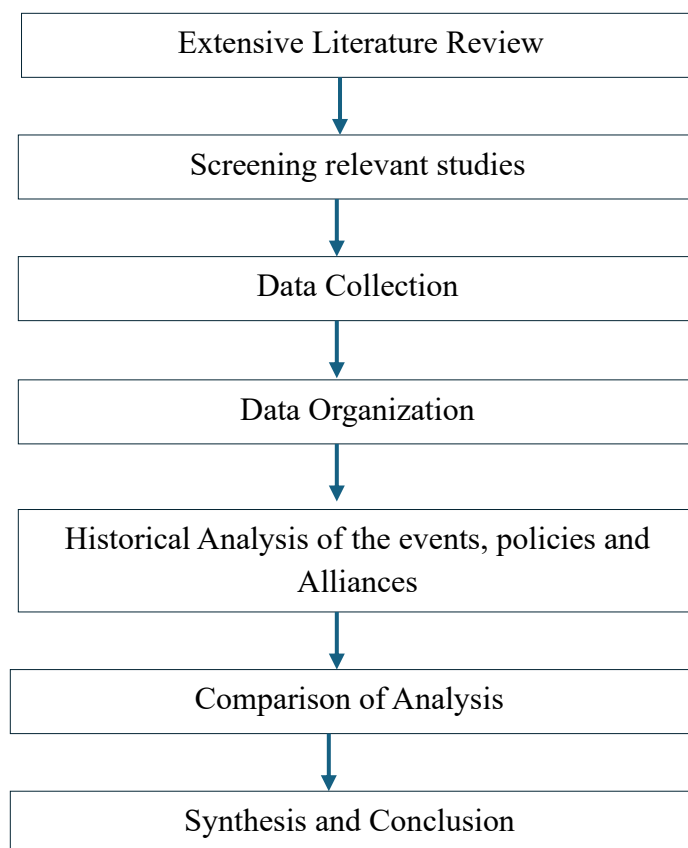 Extensive Literature Review
Screening relevant studies
Data Collection
Data Organization
Historical Analysis of the events, policies and
Alliances
Comparison of Analysis
Synthesis and Conclusion